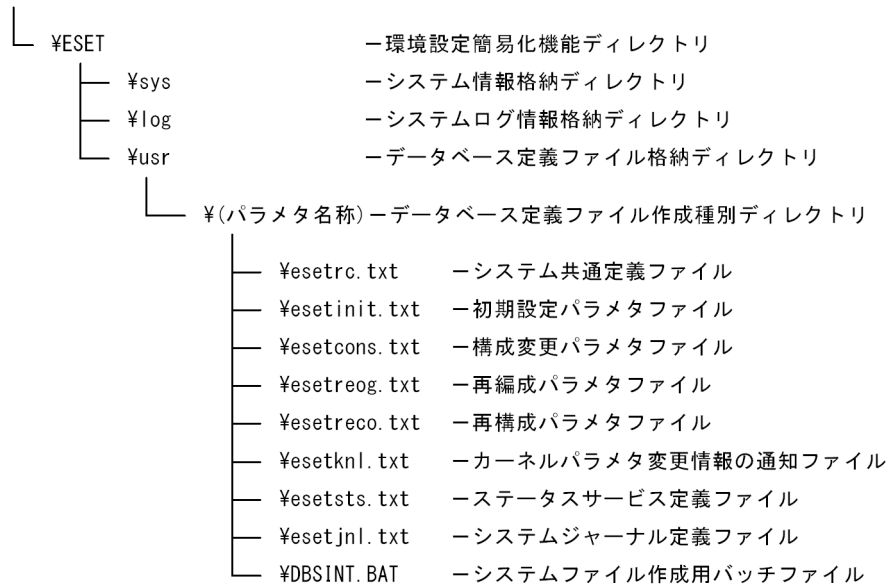 ¥ESET －環境設定簡易化機能ディレクトリ
¥sys －システム情報格納ディレクトリ
¥log －システムログ情報格納ディレクトリ
¥usr －データベース定義ファイル格納ディレクトリ
¥(パラメタ名称)－データベース定義ファイル作成種別ディレクトリ
¥esetrc.txt －システム共通定義ファイル
¥esetinit.txt －初期設定パラメタファイル
¥esetcons.txt －構成変更パラメタファイル
¥esetreog.txt －再編成パラメタファイル
¥esetreco.txt －再構成パラメタファイル
¥esetknl.txt －カーネルパラメタ変更情報の通知ファイル
¥esetsts.txt －ステータスサービス定義ファイル
¥esetjnl.txt －システムジャーナル定義ファイル
¥DBSINT.BAT －システムファイル作成用バッチファイル